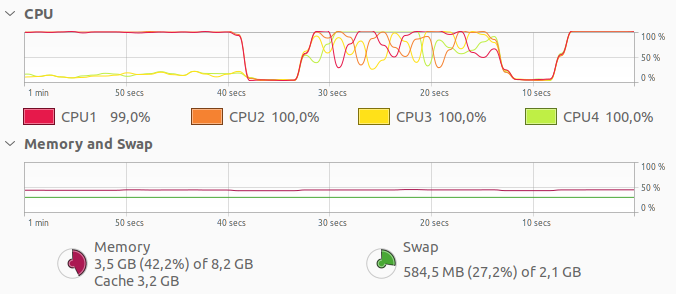 CPU
100 %
50 %
0 %
1 min 50 secs 40 secs 30 secs 20 secs 10 secs
CPU1 99,0% CPU2 100,0% CPU3 100,0% CPU4 100,0%
Memory and Swap
100 %
50 %
0 %
1 min 50 secs 40 secs 30 secs 20 secs 10 secs
Memory
3,5 GB (42,2%) of 8,2 GB
Cache 3,2 GB
Swap
584,5 MB (27,2%) of 2,1 GB